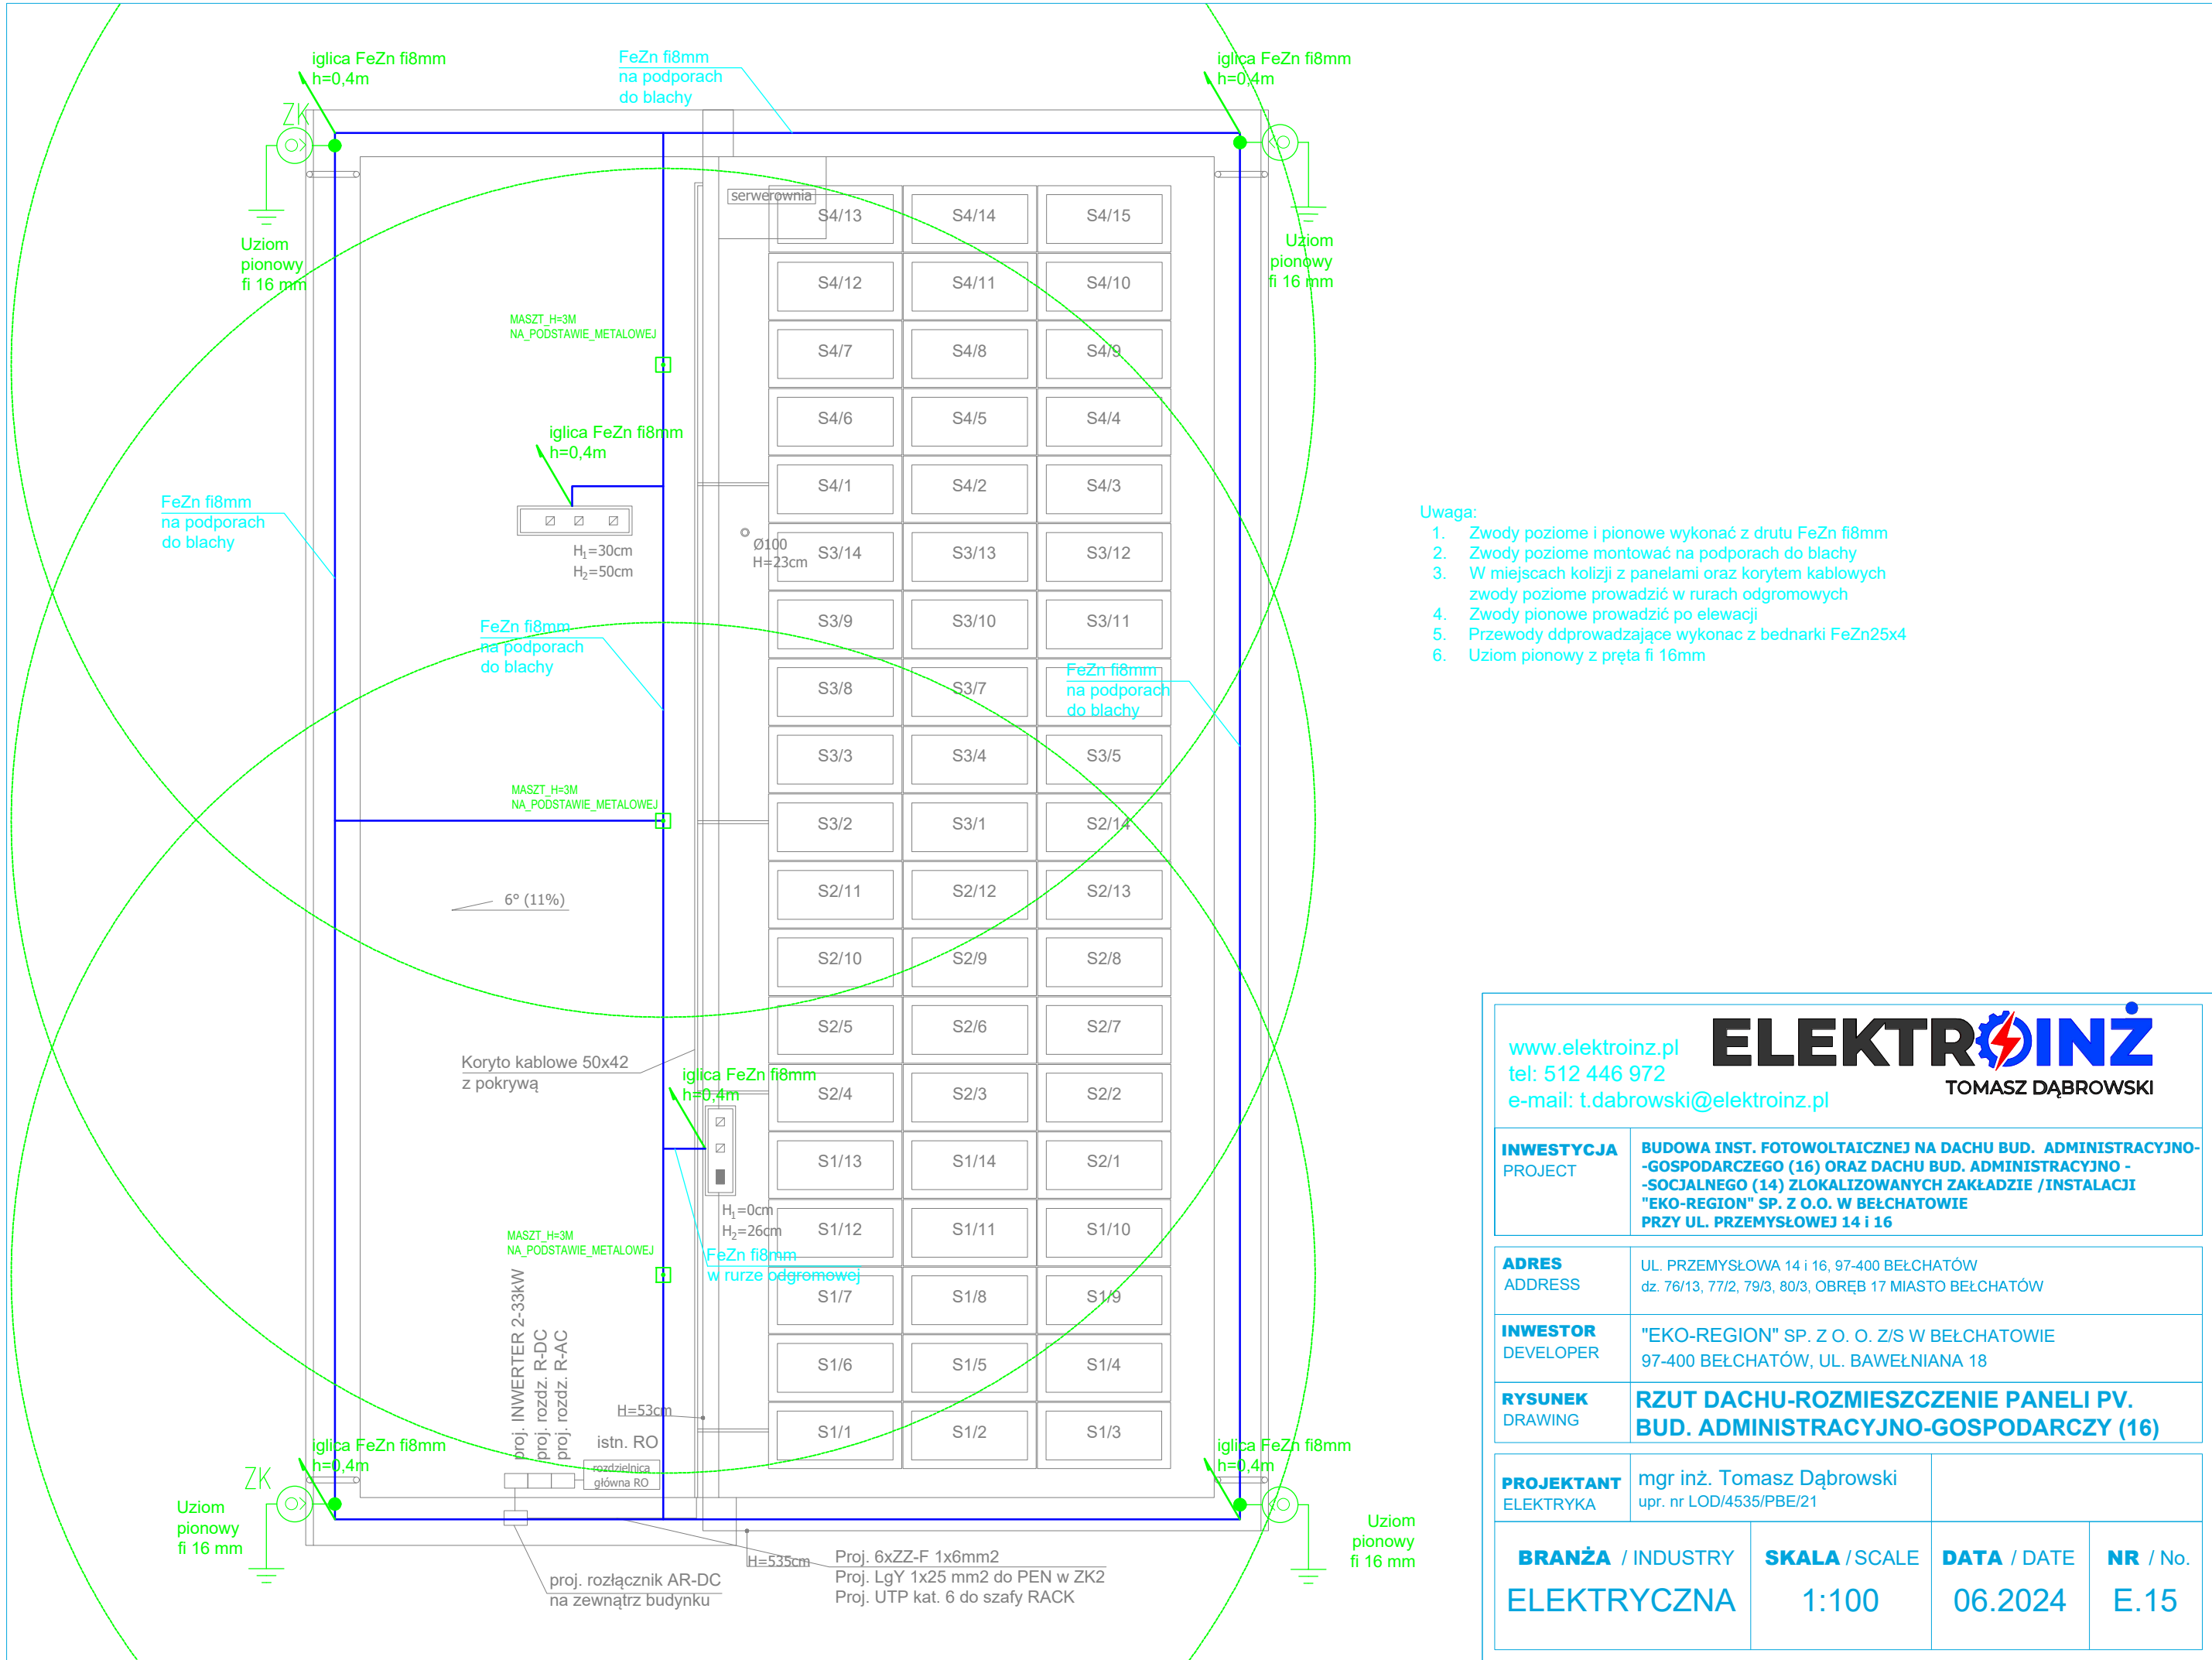 iglica FeZn fi8mm
h=0,4m
FeZn fi8mm
na podporach
do blachy
iglica FeZn fi8mm
h=0,4m
ZK
Uziom
pionowy
fi 16 mm
Uziom
pionowy
fi 16 mm
serwerownia
S4/13 S4/14 S4/15
S4/12 S4/11 S4/10
MASZT_H=3M
NA_PODSTAWIE_METALOWEJ
S4/7 S4/8 S4/9
S4/6 S4/5 S4/4
iglica FeZn fi8mm
h=0,4m
S4/1 S4/2 S4/3
FeZn fi8mm
na podporach
do blachy
H1=30cm
H2=50cm
Ø100
H=23cm
S3/14 S3/13 S3/12
S3/9 S3/10 S3/11
FeZn fi8mm
na podporach
do blachy
S3/8 S3/7
FeZn fi8mm
na podporach
do blachy
S3/3 S3/4 S3/5
MASZT_H=3M
NA_PODSTAWIE_METALOWEJ
S3/2 S3/1 S2/14
6° (11%)
S2/11 S2/12 S2/13
S2/10 S2/9 S2/8
S2/5 S2/6 S2/7
Koryto kablowe 50x42
z pokrywą
iglica FeZn fi8mm
h=0,4m
S2/4 S2/3 S2/2
S1/13 S1/14 S2/1
H1=0cm
H2=26cm
S1/12 S1/11 S1/10
MASZT_H=3M
NA_PODSTAWIE_METALOWEJ
FeZn fi8mm
w rurze odgromowej
S1/7 S1/8 S1/9
S1/6 S1/5 S1/4
proj. INWERTER 2-33kW
proj. rozdz. R-DC
proj. rozdz. R-AC
H=53cm
istn. RO
rozdzielnica
główna RO
S1/1 S1/2 S1/3
iglica FeZn fi8mm
h=0,4m
iglica FeZn fi8mm
h=0,4m
ZK
Uziom
pionowy
fi 16 mm
Uziom
pionowy
fi 16 mm
H=535cm
proj. rozłącznik AR-DC
na zewnątrz budynku
Proj. 6xZZ-F 1x6mm2
Proj. LgY 1x25 mm2 do PEN w ZK2
Proj. UTP kat. 6 do szafy RACK
Uwaga:
1. Zwody poziome i pionowe wykonać z drutu FeZn fi8mm
2. Zwody poziome montować na podporach do blachy
3. W miejscach kolizji z panelami oraz korytem kablowych
zwody poziome prowadzić w rurach odgromowych
4. Zwody pionowe prowadzić po elewacji
5. Przewody ddprowadzające wykonac z bednarki FeZn25x4
6. Uziom pionowy z pręta fi 16mm
www.elektroinz.pl
tel: 512 446 972
e-mail: t.dabrowski@elektroinz.pl
ELEKTROINŻ
TOMASZ DĄBROWSKI
INWESTYCJA
PROJECT
BUDOWA INST. FOTOWOLTAICZNEJ NA DACHU BUD. ADMINISTRACYJNO-
-GOSPODARCZEGO (16) ORAZ DACHU BUD. ADMINISTRACYJNO -
-SOCJALNEGO (14) ZLOKALIZOWANYCH ZAKŁADZIE /INSTALACJI
"EKO-REGION" SP. Z O.O. W BEŁCHATOWIE
PRZY UL. PRZEMYSŁOWEJ 14 i 16
ADRES
ADDRESS
UL. PRZEMYSŁOWA 14 i 16, 97-400 BEŁCHATÓW
dz. 76/13, 77/2, 79/3, 80/3, OBRĘB 17 MIASTO BEŁCHATÓW
INWESTOR
DEVELOPER
"EKO-REGION" SP. Z O. O. Z/S W BEŁCHATOWIE
97-400 BEŁCHATÓW, UL. BAWEŁNIANA 18
RYSUNEK
DRAWING
RZUT DACHU-ROZMIESZCZENIE PANELI PV.
BUD. ADMINISTRACYJNO-GOSPODARCZY (16)
PROJEKTANT
ELEKTRYKA
mgr inż. Tomasz Dąbrowski
upr. nr LOD/4535/PBE/21
BRANŻA / INDUSTRY SKALA / SCALE DATA / DATE NR / No.
ELEKTRYCZNA 1:100 06.2024 E.15